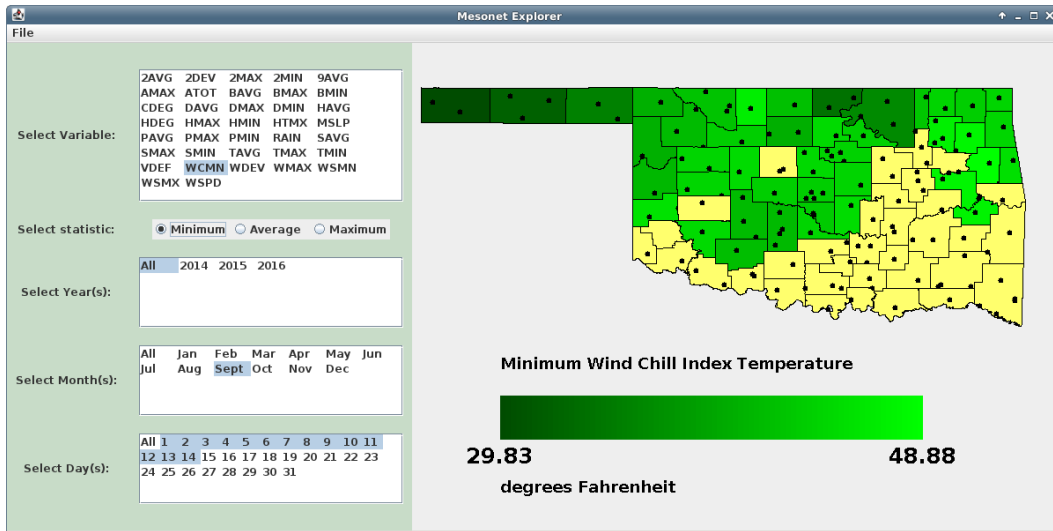 Mesonet Explorer
File
Select Variable:
2AVG 2DEV 2MAX 2MIN 9AVG
AMAX ATOT BAVG BMAX BMIN
CDEG DAVG DMAX DMIN HAVG
HDEG HMAX HMIN HTMX MSLP
PAVG PMAX PMIN RAIN SAVG
SMAX SMIN TAVG TMAX TMIN
VDEF WCMN WDEV WMAX WSMN
WSMX WSPD
Select statistic: Minimum Average Maximum
Select Year(s):
All 2014 2015 2016
Select Month(s):
All Jan Feb Mar Apr May Jun
Jul Aug Sept Oct Nov Dec
Select Day(s):
All 1 2 3 4 5 6 7 8 9 10 11
12 13 14 15 16 17 18 19 20 21 22 23
24 25 26 27 28 29 30 31
Minimum Wind Chill Index Temperature
29.83 48.88
degrees Fahrenheit